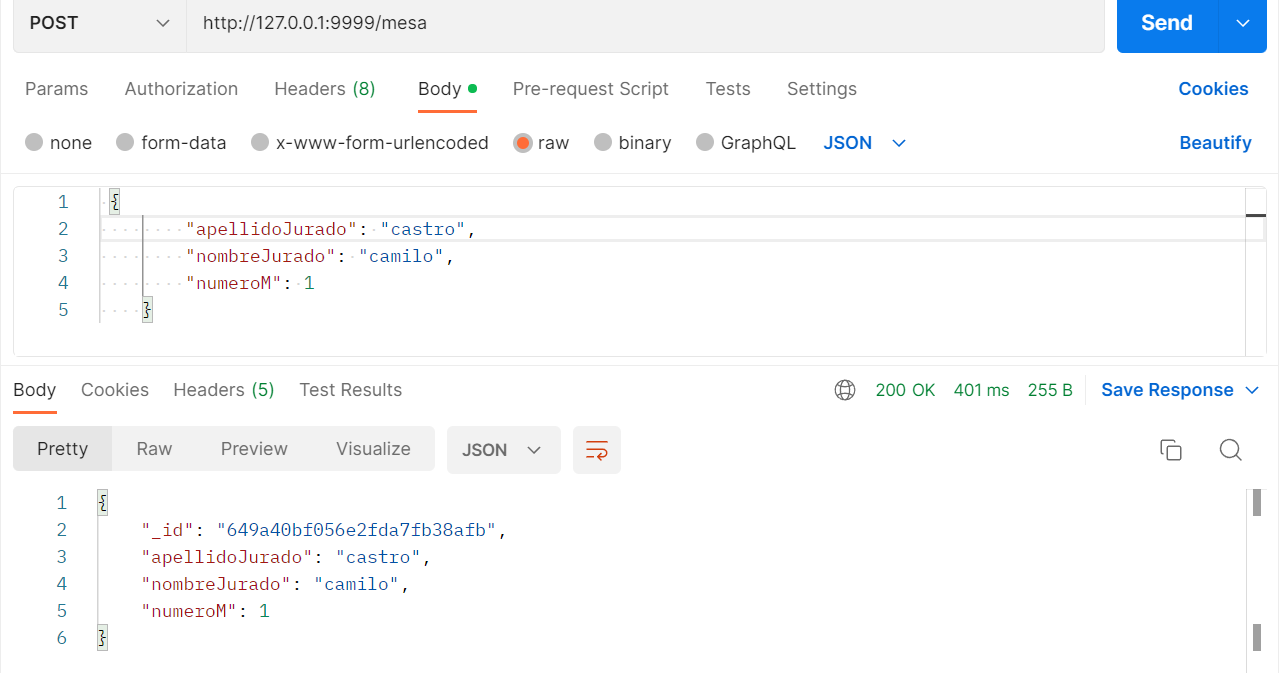 POST http://127.0.0.1:9999/mesa Send
Params Authorization Headers (8) Body Pre-request Script Tests Settings Cookies
none form-data x-www-form-urlencoded raw binary GraphQL JSON Beautify
1 {
2 "apellidoJurado": "castro",
3 "nombreJurado": "camilo",
4 "numeroM": 1
5 }
Body Cookies Headers (5) Test Results 200 OK 401 ms 255 B Save Response
Pretty Raw Preview Visualize JSON
1 {
2 "_id": "649a40bf056e2fda7fb38afb",
3 "apellidoJurado": "castro",
4 "nombreJurado": "camilo",
5 "numeroM": 1
6 }